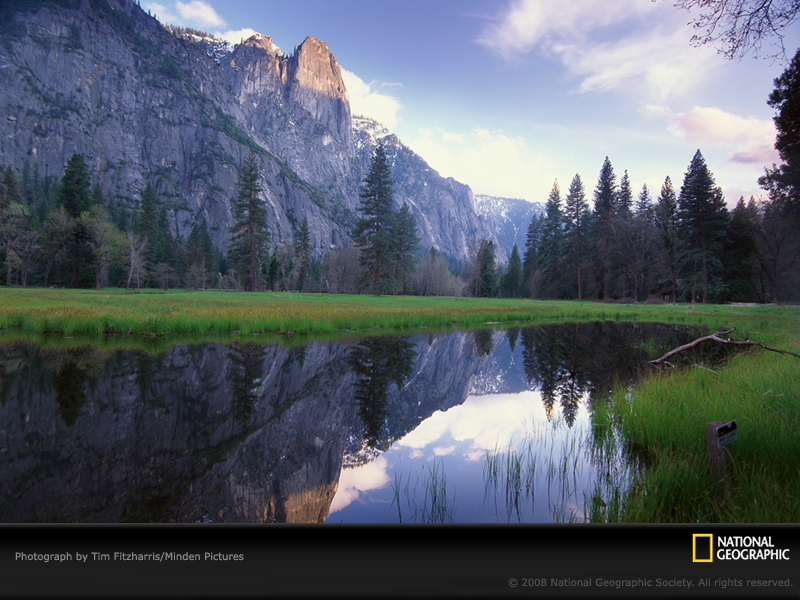 Photograph by Tim Fitzharris/Minden Pictures
NATIONAL
GEOGRAPHIC
© 2008 National Geographic Society. All rights reserved.